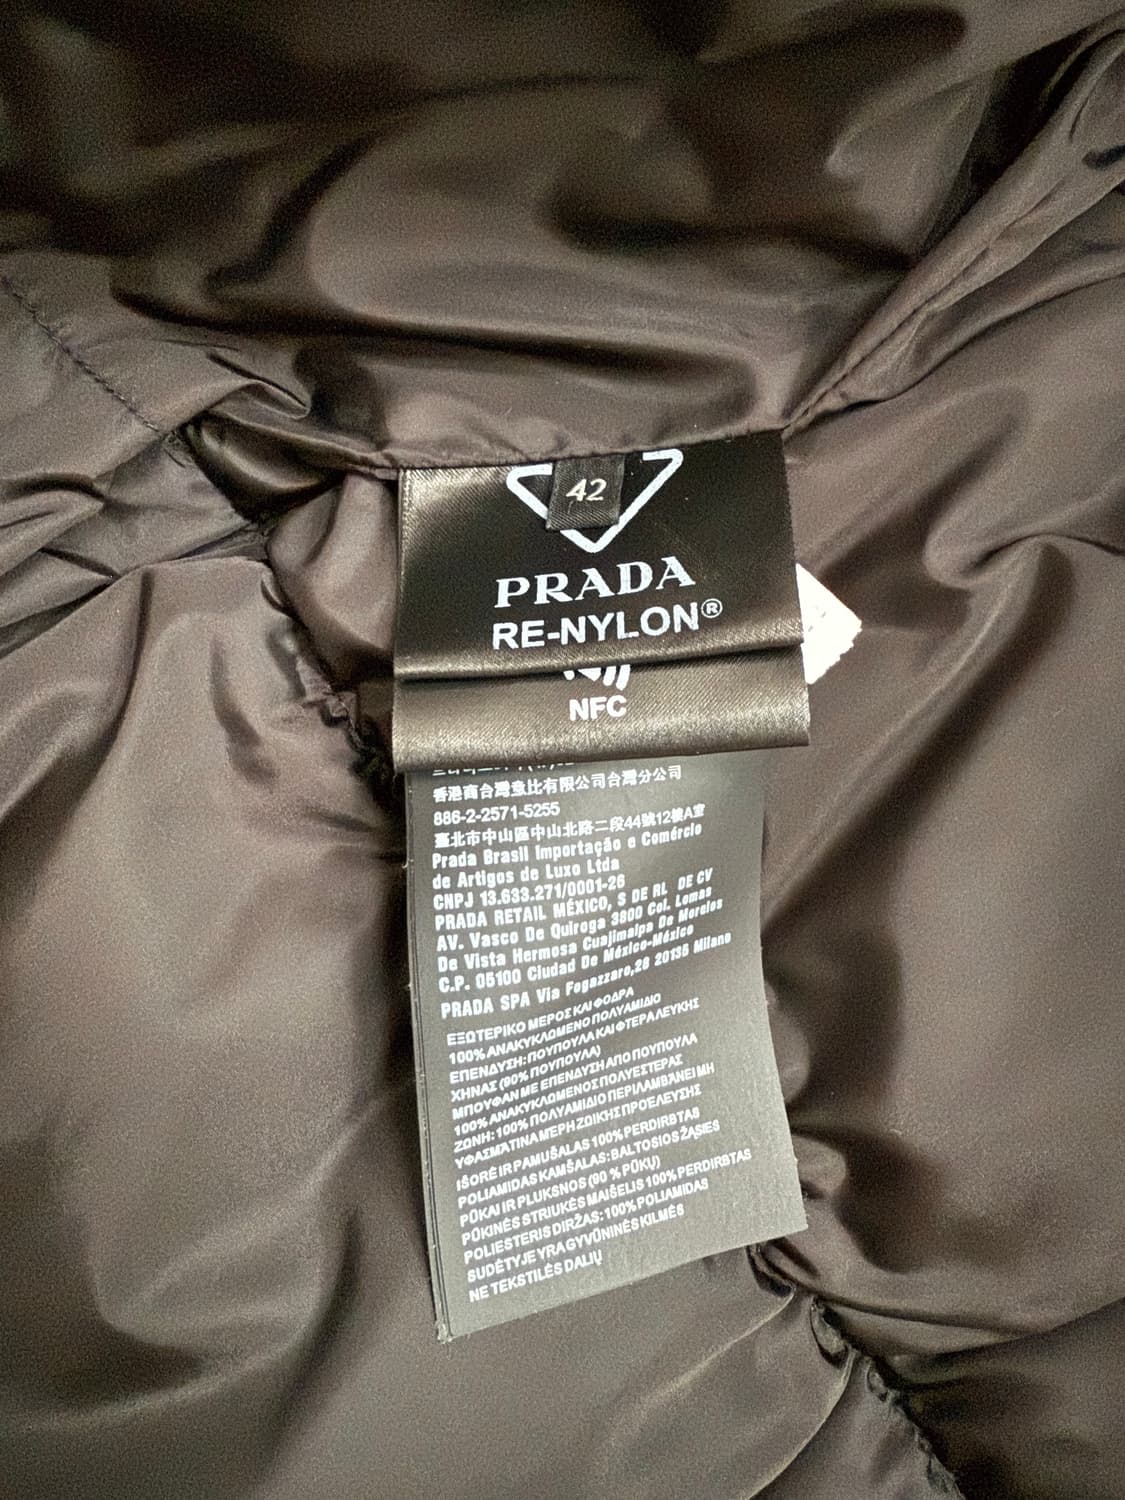 42
PRADA
RE-NYLON®
NFC
香港商台灣意比有限公司台灣分公司
886-2-2571-5255
臺北市中山區中山北路二段44號12樓A室
Prada Brasil Importação e Comércio
de Artigos de Luxo Ltda
CNPJ 13.633.271/0001-26
PRADA RETAIL MÉXICO, S DE RL DE CV
AV. Vasco De Quiroga 3800 Col. Lomas
De Vista Hermosa Cuajimalpa De Morelos
C.P. 05100 Ciudad De México-México
PRADA SPA Via Fogazzaro,28 20135 Milano
ΕΞΩΤΕΡΙΚΟ ΜΕΡΟΣ ΚΑΙ ΦΟΔΡΑ
100% ΑΝΑΚΥΚΛΩΜΕΝΟ ΠΟΛΥΑΜΙΔΙΟ
ΕΠΕΝΔΥΣΗ: ΠΟΥΠΟΥΛΑ ΚΑΙ ΦΤΕΡΑ ΛΕΥΚΗΣ
ΧΗΝΑΣ (90% ΠΟΥΠΟΥΛΑ)
ΜΠΟΥΦΑΝ ΜΕ ΕΠΕΝΔΥΣΗ ΑΠΟ ΠΟΥΠΟΥΛΑ
100% ΑΝΑΚΥΚΛΩΜΕΝΟΣ ΠΟΛΥΕΣΤΕΡΑΣ
ΖΩΝΗ: 100% ΠΟΛΥΑΜΙΔΙΟ ΠΕΡΙΛΑΜΒΑΝΕΙ ΜΗ
ΥΦΑΣΜΑΤΙΝΑ ΜΕΡΗ ΖΩΙΚΗΣ ΠΡΟΕΛΕΥΣΗΣ
IŠORĖ IR PAMUŠALAS 100% PERDIRBTAS
POLIAMIDAS KAMŠALAS: BALTOSIOS ŽĄSIES
PŪKAI IR PLUKSNOS (90 % PŪKŲ)
PŪKINĖS STRIUKĖS MAIŠELIS 100% PERDIRBTAS
POLIESTERIS DIRŽAS: 100% POLIAMIDAS
SUDĖTYJE YRA GYVŪNINĖS KILMĖS
NE TEKSTILĖS DALIŲ